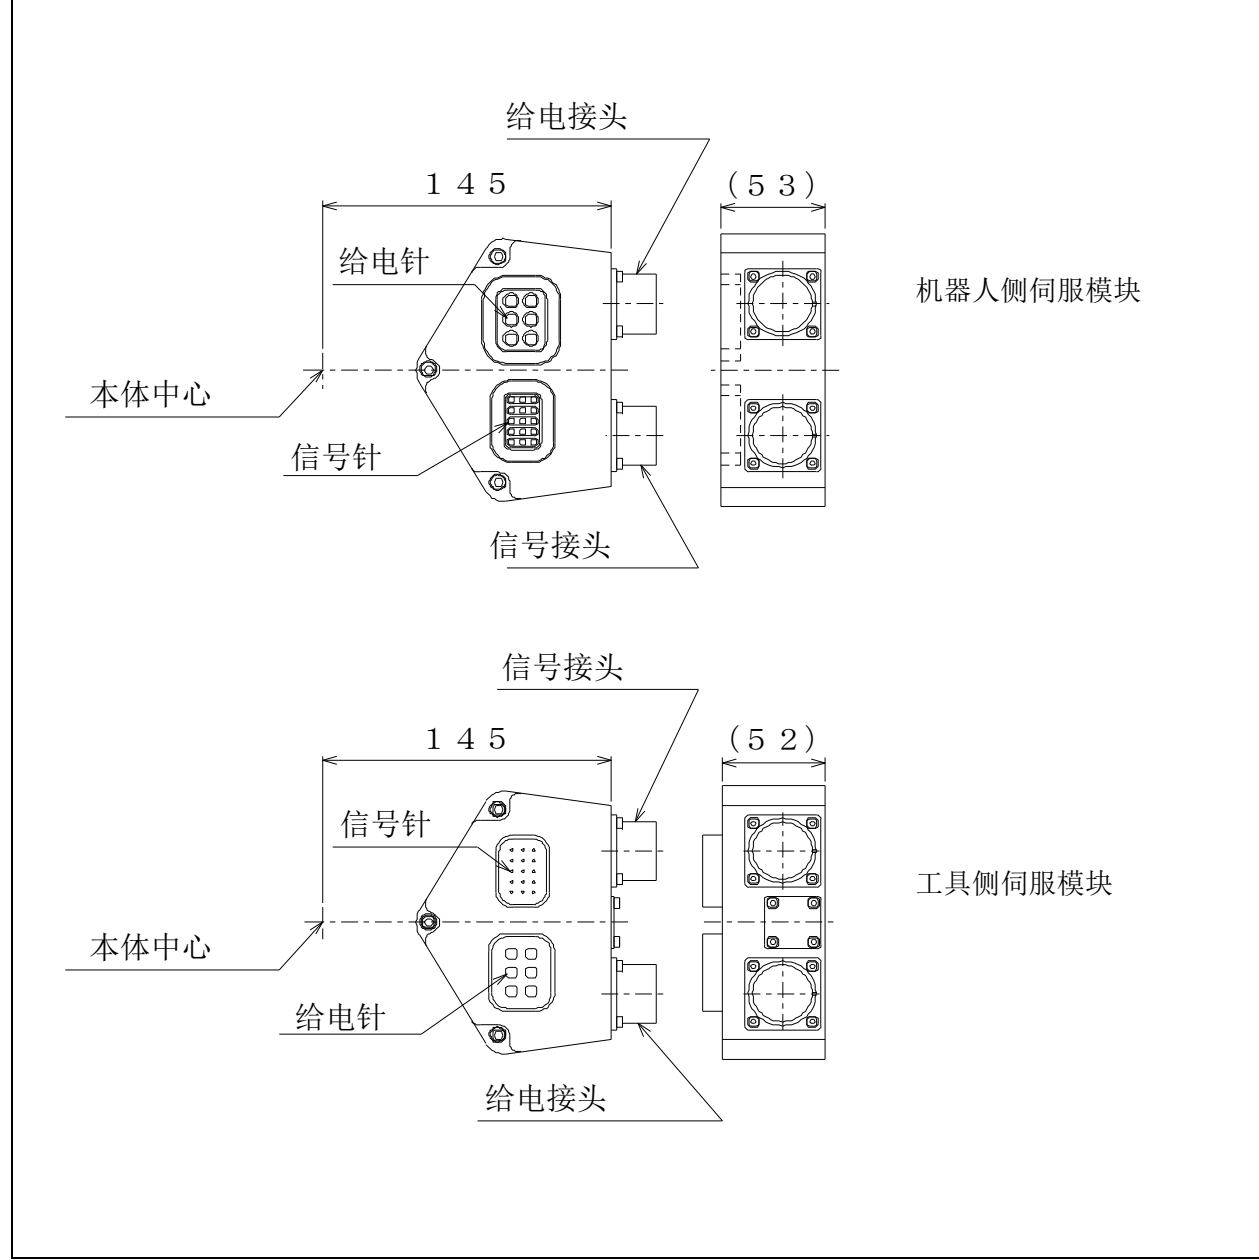 给电接头
１４５
(５３)
给电针
机器人侧伺服模块
本体中心
信号针
信号接头
信号接头
１４５
(５２)
信号针
工具侧伺服模块
本体中心
给电针
给电接头